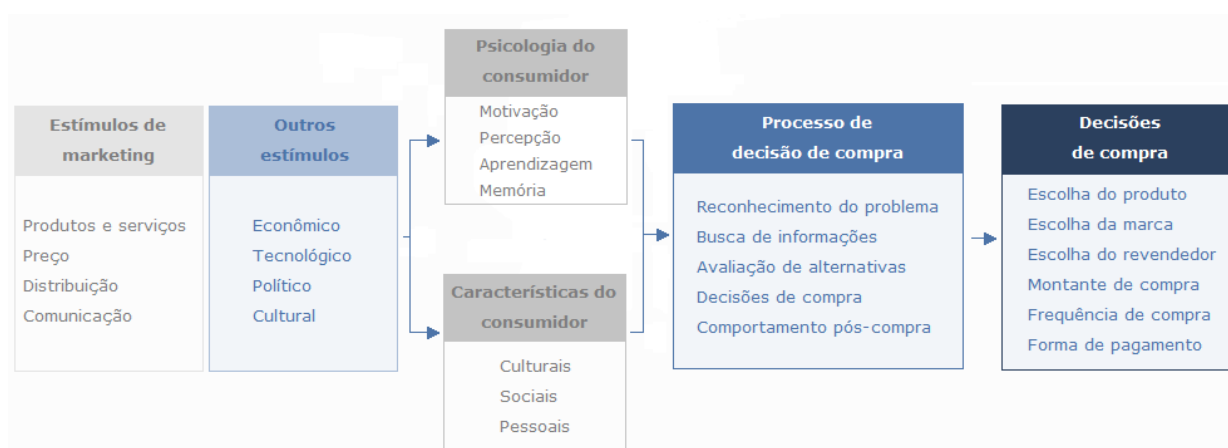 Estímulos de
marketing
Produtos e serviços
Preço
Distribuição
Comunicação
Outros
estímulos
Econômico
Tecnológico
Político
Cultural
Psicologia do
consumidor
Motivação
Percepção
Aprendizagem
Memória
Características do
consumidor
Culturais
Sociais
Pessoais
Processo de
decisão de compra
Reconhecimento do problema
Busca de informações
Avaliação de alternativas
Decisões de compra
Comportamento pós-compra
Decisões
de compra
Escolha do produto
Escolha da marca
Escolha do revendedor
Montante de compra
Frequência de compra
Forma de pagamento